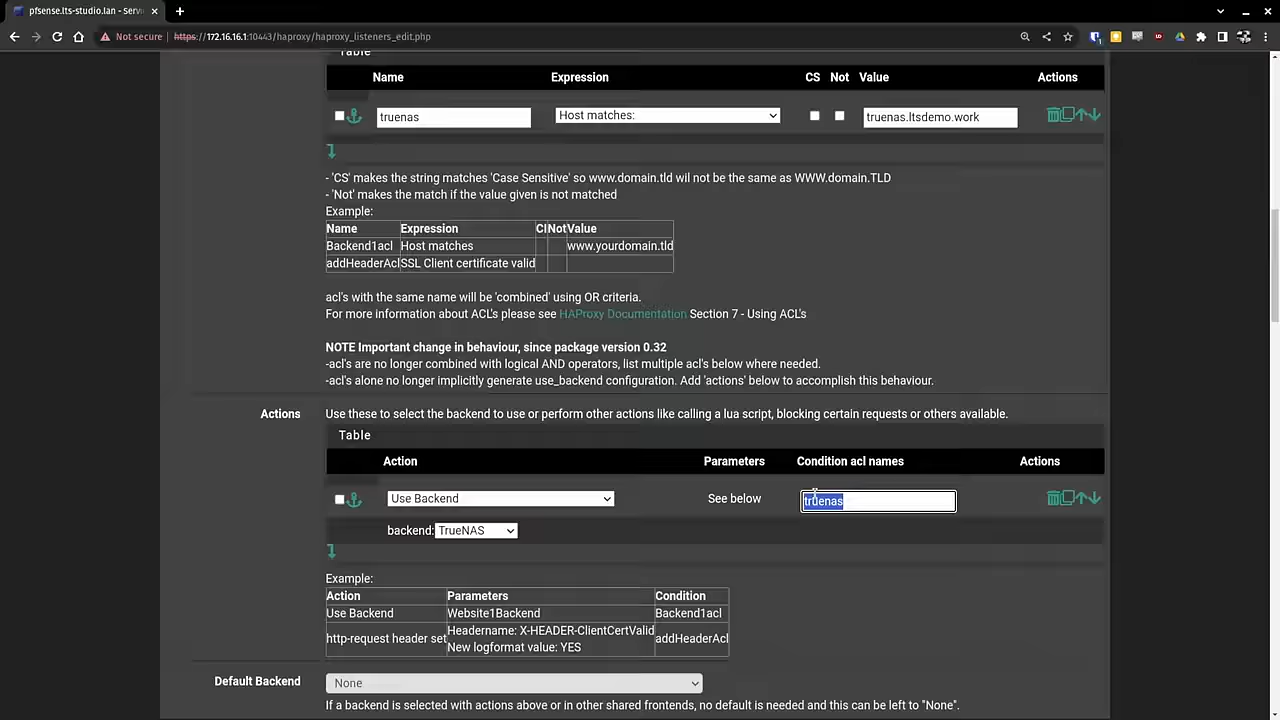 pfsense.lts-studio.lan - Serv
Not secure https://172.16.16.1:10443/haproxy/haproxy_listeners_edit.php
Table
Name Expression CS Not Value Actions
truenas Host matches: truenas.ltsdemo.work
- 'CS' makes the string matches 'Case Sensitive' so www.domain.tld wil not be the same as WWW.domain.TLD
- 'Not' makes the match if the value given is not matched
Example:
Name Expression CI Not Value
Backend1acl Host matches www.yourdomain.tld
addHeaderAcl SSL Client certificate valid
acl's with the same name will be 'combined' using OR criteria.
For more information about ACL's please see HAProxy Documentation Section 7 - Using ACL's
NOTE Important change in behaviour, since package version 0.32
-acl's are no longer combined with logical AND operators, list multiple acl's below where needed.
-acl's alone no longer implicitly generate use_backend configuration. Add 'actions' below to accomplish this behaviour.
Actions Use these to select the backend to use or perform other actions like calling a lua script, blocking certain requests or others available.
Table
Action Parameters Condition acl names Actions
Use Backend See below truenas
backend: TrueNAS
Example:
Action Parameters Condition
Use Backend Website1Backend Backend1acl
http-request header set Headername: X-HEADER-ClientCertValid addHeaderAcl
New logformat value: YES
Default Backend None
If a backend is selected with actions above or in other shared frontends, no default is needed and this can be left to "None".